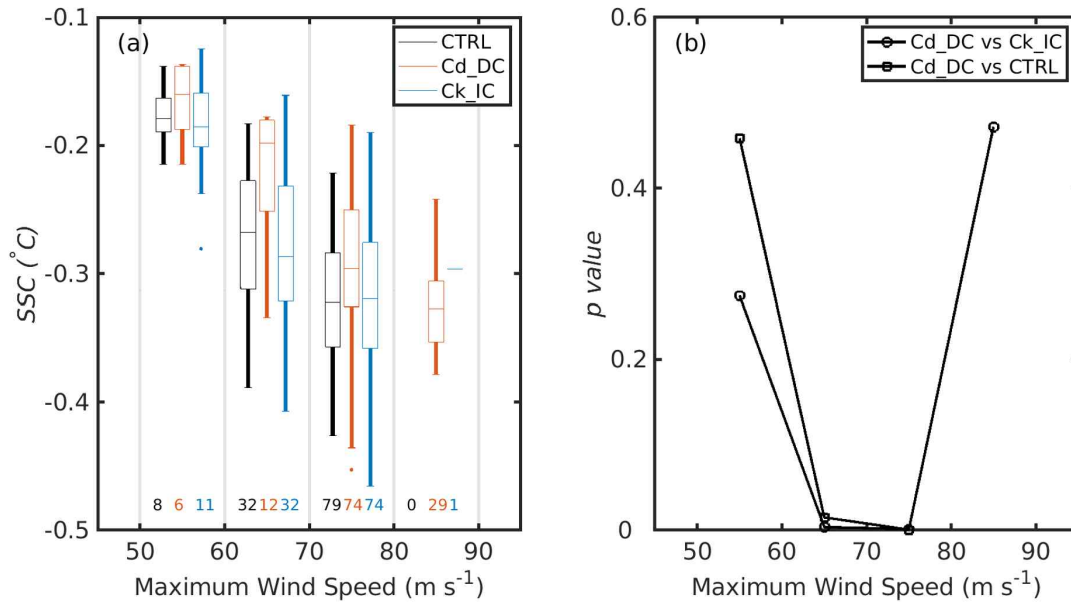 (a)
CTRL
Cd_DC
Ck_IC
SSC (°C)
-0.1
-0.2
-0.3
-0.4
-0.5
8 6 11 32 12 32 79 74 74 0 29 1
50 60 70 80 90
Maximum Wind Speed (m s⁻¹)
(b)
Cd_DC vs Ck_IC
Cd_DC vs CTRL
p value
0.6
0.4
0.2
0
50 60 70 80 90
Maximum Wind Speed (m s⁻¹)